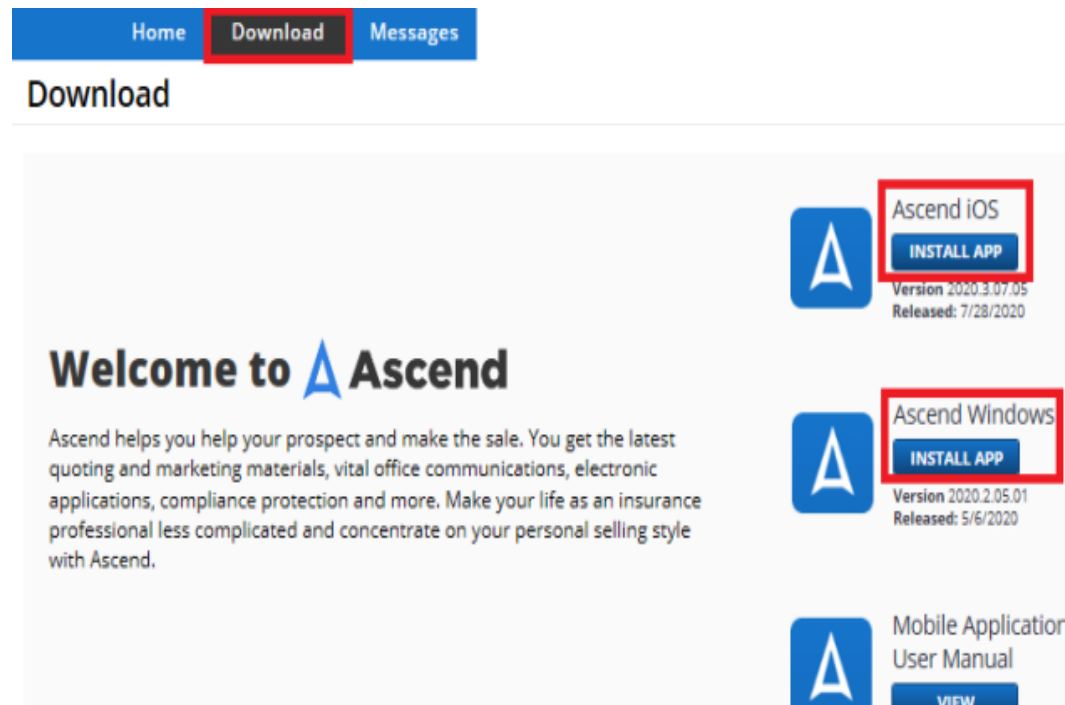 Home Download Messages
Download
Ascend iOS
INSTALL APP
Version 2020.3.07.05
Released: 7/28/2020
Welcome to Ascend
Ascend helps you help your prospect and make the sale. You get the latest
quoting and marketing materials, vital office communications, electronic
applications, compliance protection and more. Make your life as an insurance
professional less complicated and concentrate on your personal selling style
with Ascend.
Ascend Windows
INSTALL APP
Version 2020.2.05.01
Released: 5/6/2020
Mobile Application
User Manual
VIEW